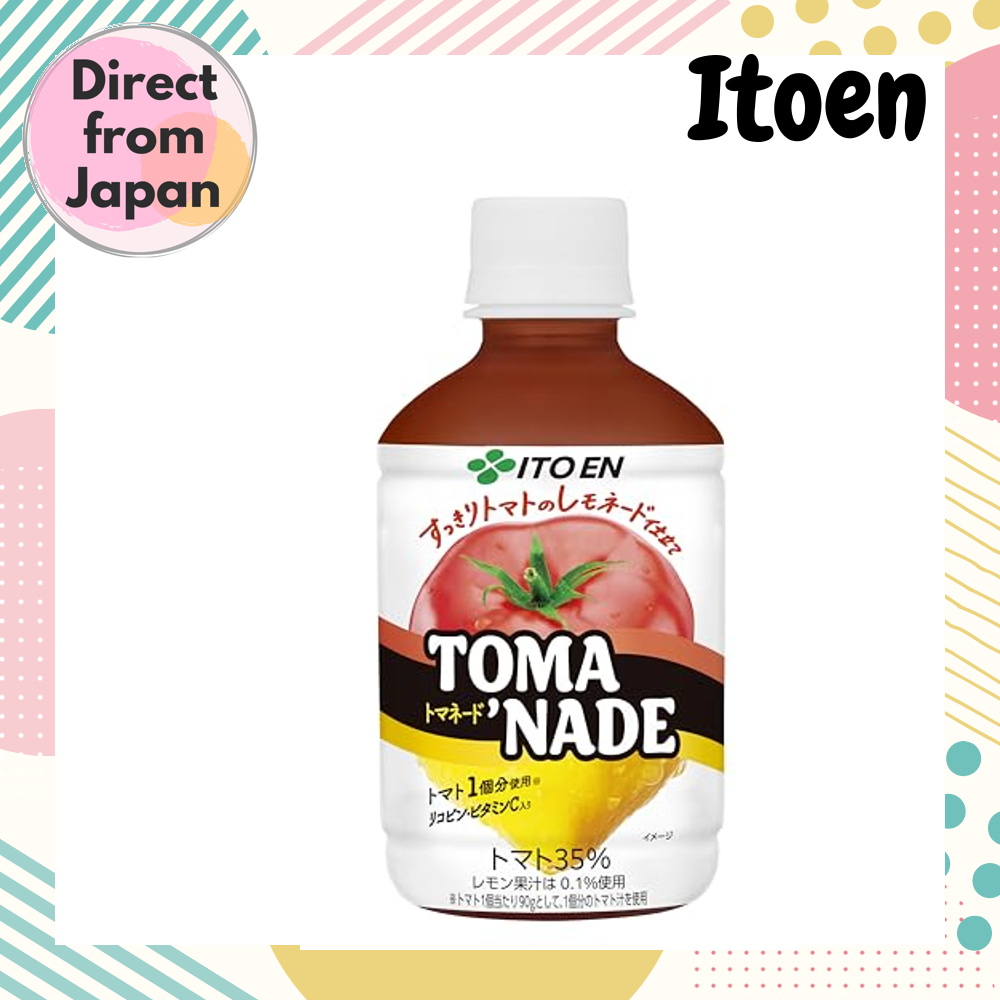 Direct
from
Japan
Itoen
ITO EN
すっきりトマトのレモネード仕立て
TOMA
トマネード 'NADE
トマト1個分使用※
リコピン・ビタミンC入り
イメージ
トマト35%
レモン果汁は 0.1%使用
※トマト1個当たり90gとして、1個分のトマト汁を使用